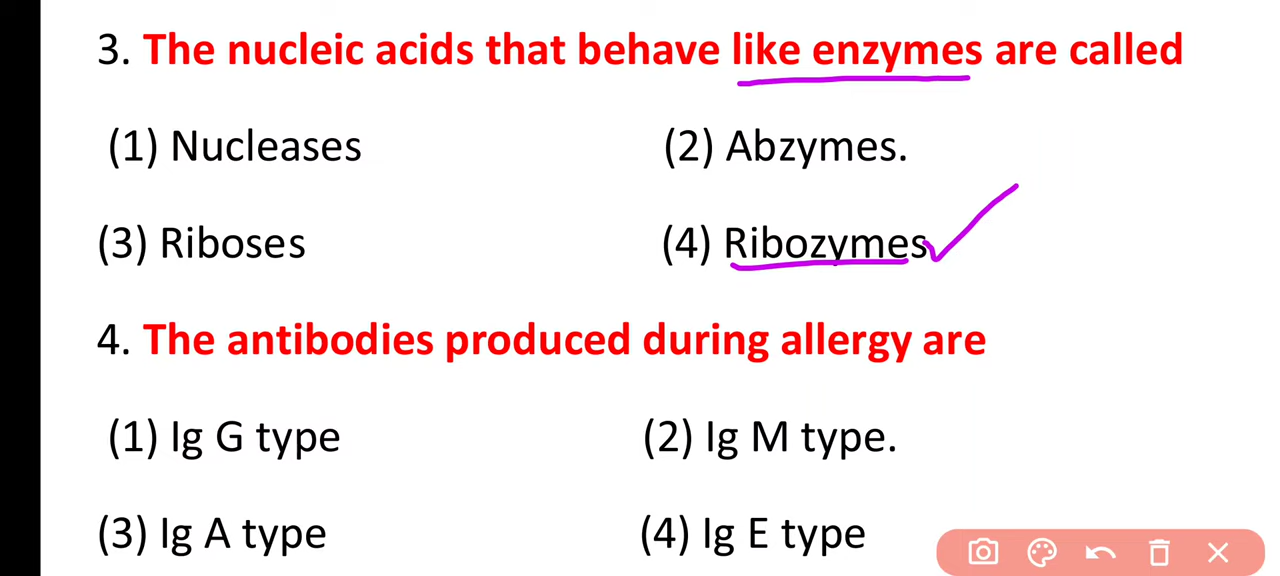 3. The nucleic acids that behave like enzymes are called
(1) Nucleases (2) Abzymes.
(3) Riboses (4) Ribozymes
4. The antibodies produced during allergy are
(1) Ig G type (2) Ig M type.
(3) Ig A type (4) Ig E type